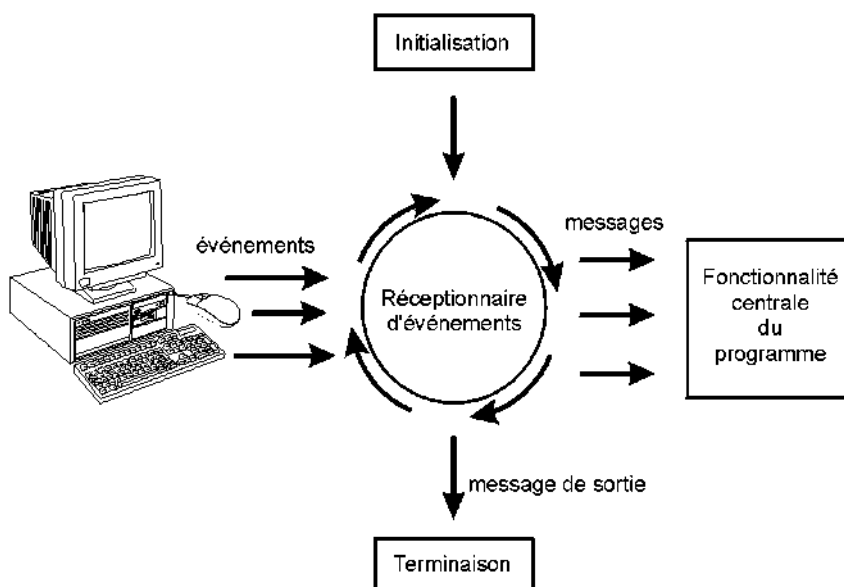 Initialisation
événements
messages
Réceptionnaire
d'événements
Fonctionnalité
centrale
du
programme
message de sortie
Terminaison